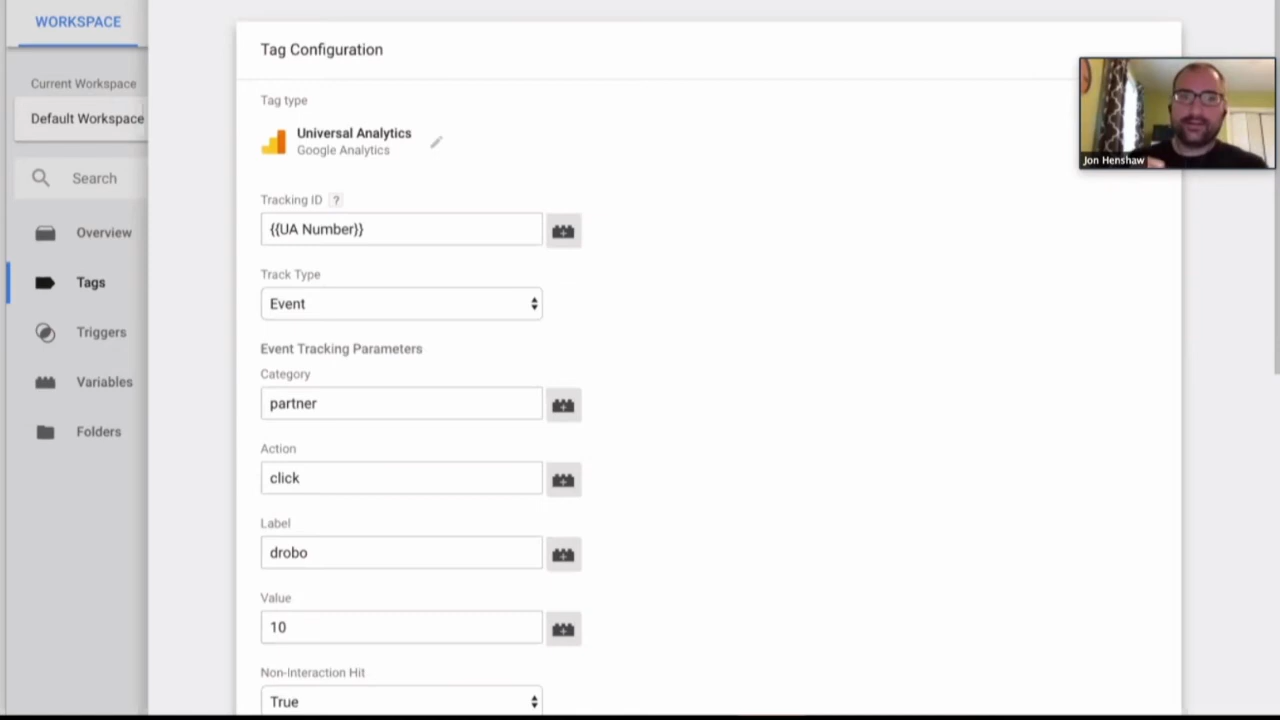 WORKSPACE
Current Workspace
Default Workspace
Search
Overview
Tags
Triggers
Variables
Folders
Tag Configuration
Tag type
Universal Analytics
Google Analytics
Tracking ID ?
{{UA Number}}
Track Type
Event
Event Tracking Parameters
Category
partner
Action
click
Label
drobo
Value
10
Non-Interaction Hit
True
Jon Henshaw